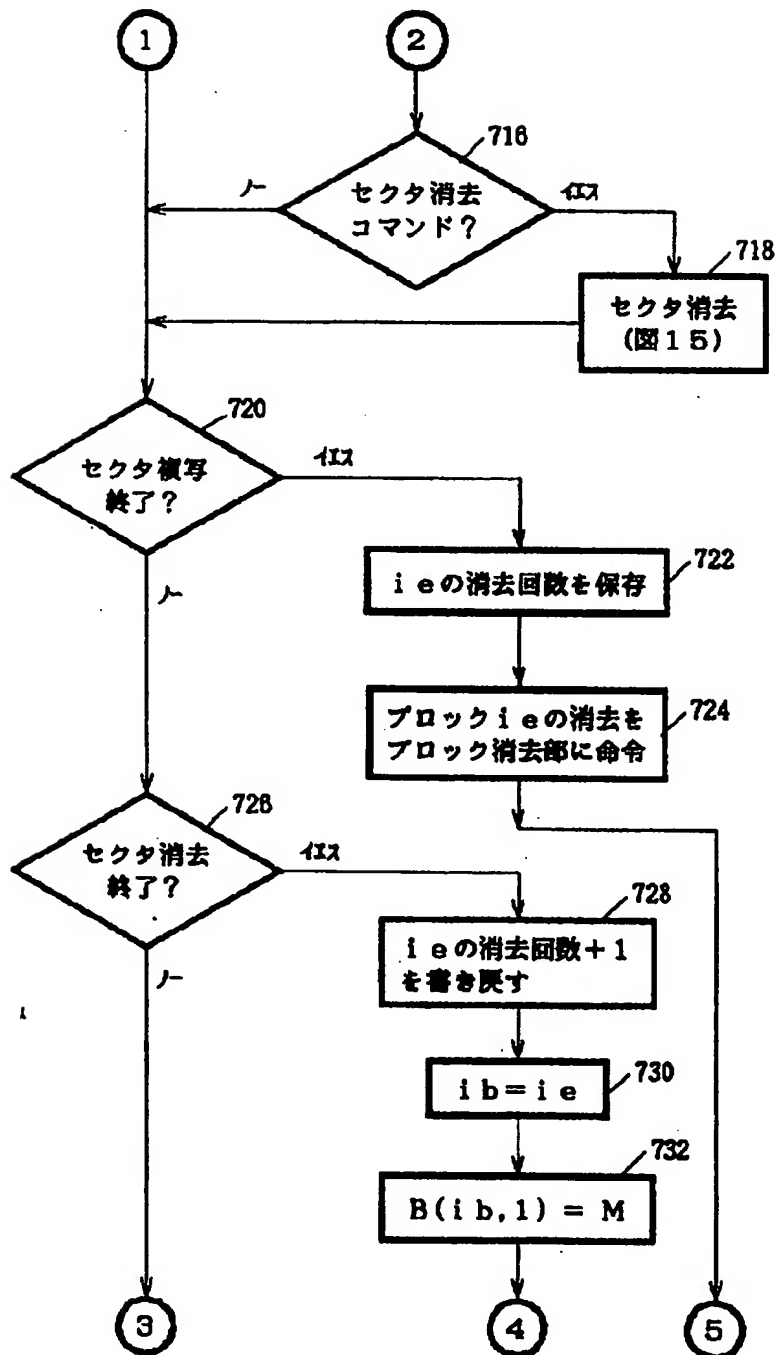 1
2
716
セクタ消去
コマンド?
ノー
イエス
718
セクタ消去
(図15)
720
セクタ複写
終了?
イエス
ノー
722
ieの消去回数を保存
724
ブロックieの消去を
ブロック消去部に命令
726
セクタ消去
終了?
イエス
ノー
728
ieの消去回数+1
を書き戻す
730
ib=ie
732
B(ib,1)=M
3
4
5